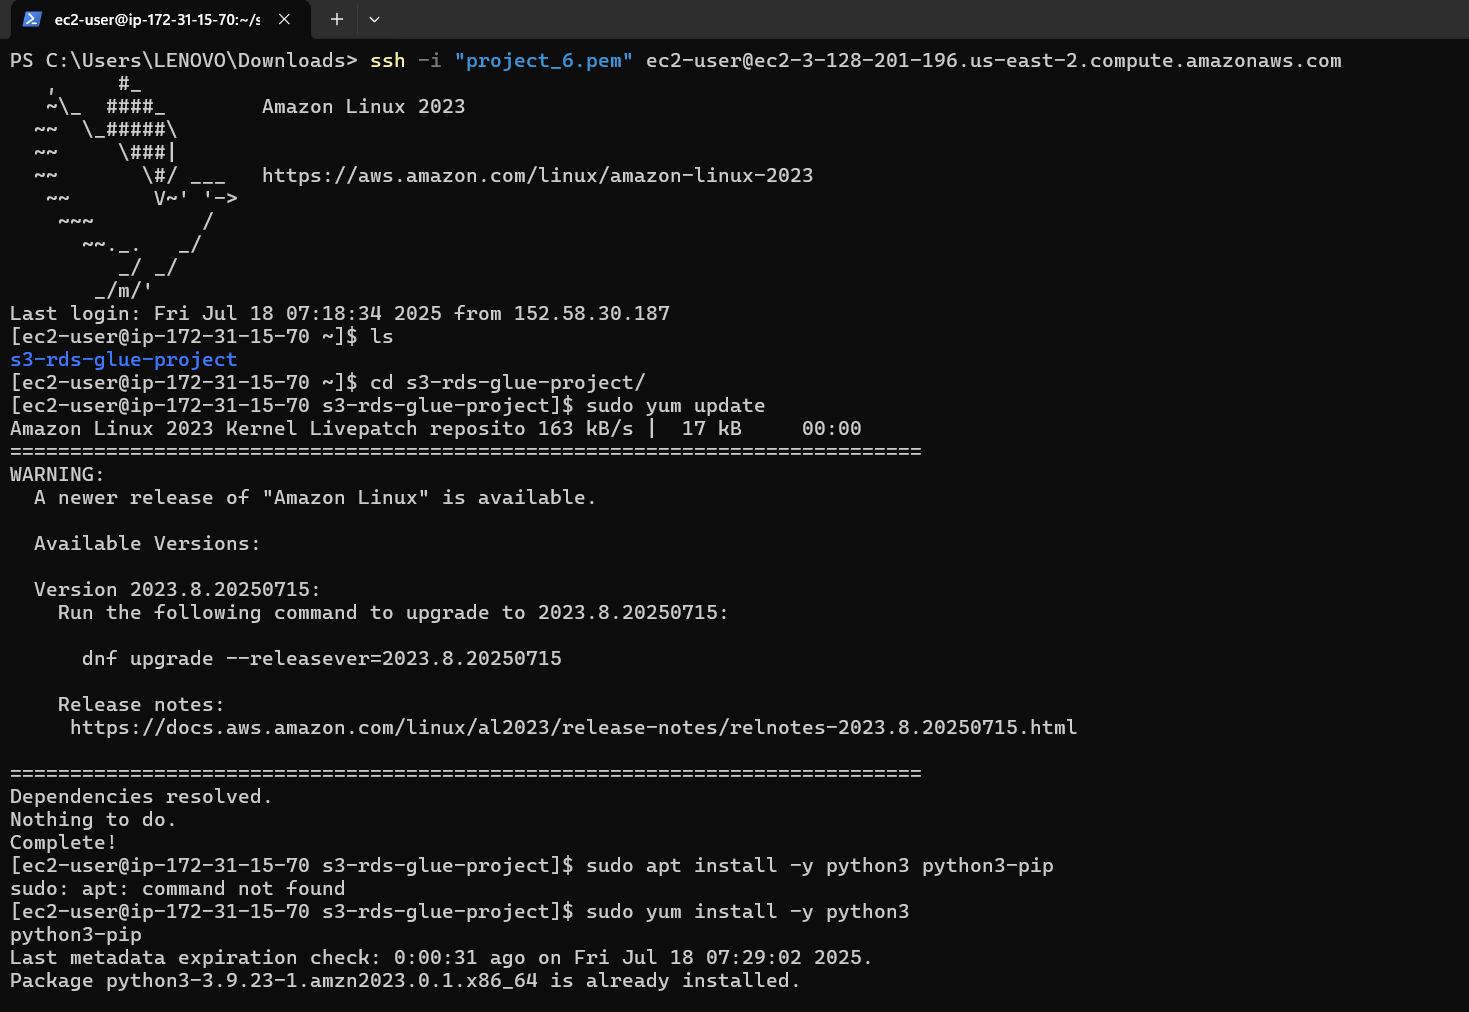 ec2-user@ip-172-31-15-70:~/s
PS C:\Users\LENOVO\Downloads> ssh -i "project_6.pem" ec2-user@ec2-3-128-201-196.us-east-2.compute.amazonaws.com
   ,     #_
   ~\_  ####_        Amazon Linux 2023
  ~~  \_#####\
  ~~     \###|
  ~~       \#/ ___   https://aws.amazon.com/linux/amazon-linux-2023
   ~~       V~' '->
    ~~~         /
      ~~._.   _/
         _/ _/
       _/m/'
Last login: Fri Jul 18 07:18:34 2025 from 152.58.30.187
[ec2-user@ip-172-31-15-70 ~]$ ls
s3-rds-glue-project
[ec2-user@ip-172-31-15-70 ~]$ cd s3-rds-glue-project/
[ec2-user@ip-172-31-15-70 s3-rds-glue-project]$ sudo yum update
Amazon Linux 2023 Kernel Livepatch reposito 163 kB/s |  17 kB     00:00
============================================================================
WARNING:
  A newer release of "Amazon Linux" is available.

  Available Versions:

  Version 2023.8.20250715:
    Run the following command to upgrade to 2023.8.20250715:

      dnf upgrade --releasever=2023.8.20250715

    Release notes:
     https://docs.aws.amazon.com/linux/al2023/release-notes/relnotes-2023.8.20250715.html

============================================================================
Dependencies resolved.
Nothing to do.
Complete!
[ec2-user@ip-172-31-15-70 s3-rds-glue-project]$ sudo apt install -y python3 python3-pip
sudo: apt: command not found
[ec2-user@ip-172-31-15-70 s3-rds-glue-project]$ sudo yum install -y python3
python3-pip
Last metadata expiration check: 0:00:31 ago on Fri Jul 18 07:29:02 2025.
Package python3-3.9.23-1.amzn2023.0.1.x86_64 is already installed.